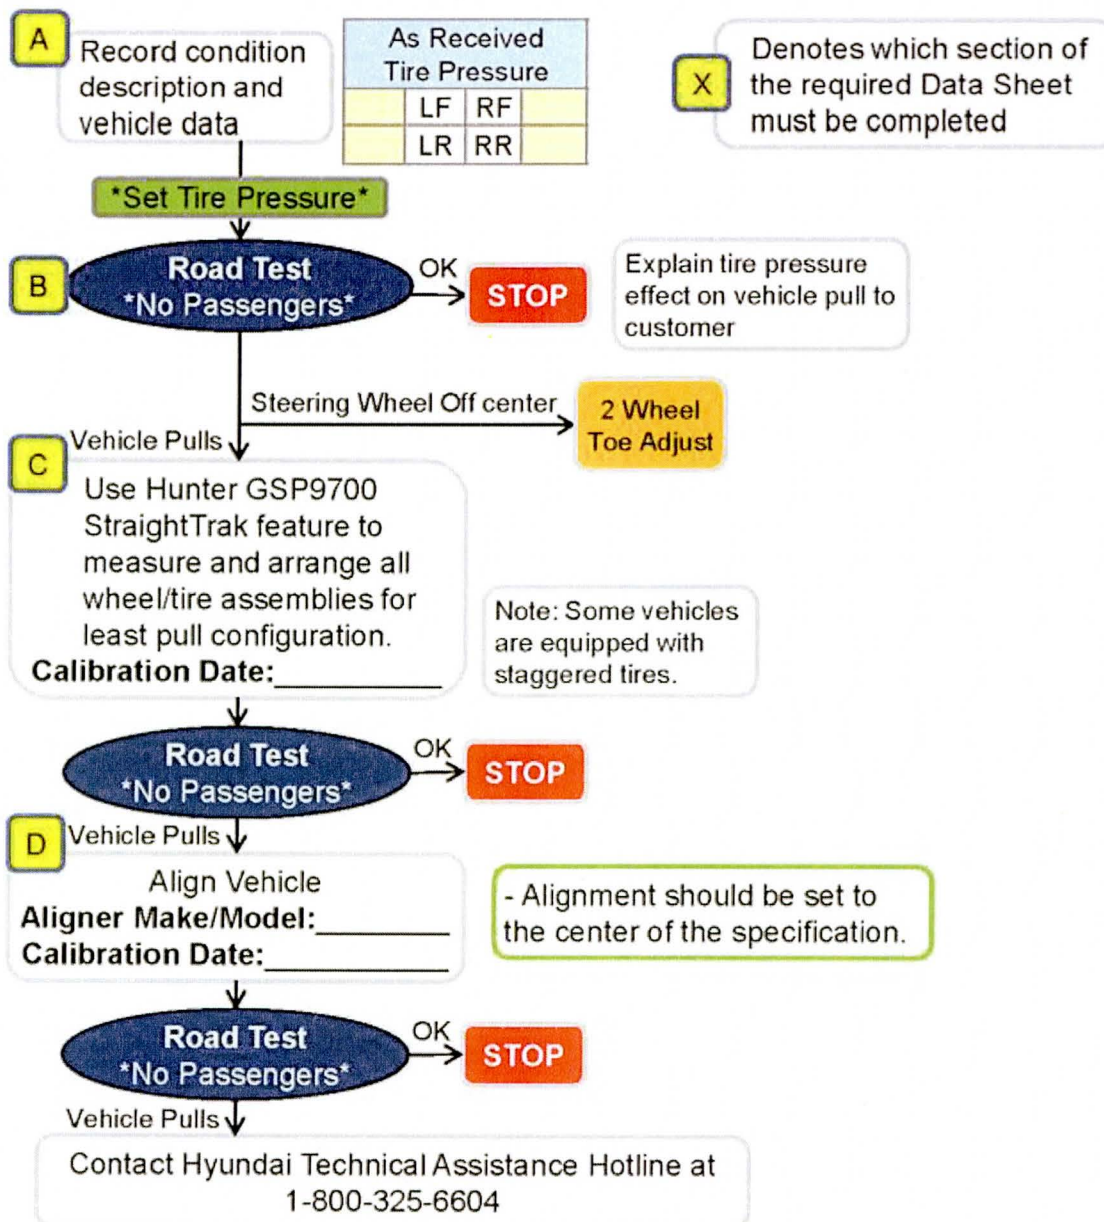 A
Record condition
description and
vehicle data
As Received
Tire Pressure
LF RF
LR RR
X
Denotes which section of
the required Data Sheet
must be completed
*Set Tire Pressure*
B
Road Test
*No Passengers*
OK
STOP
Explain tire pressure
effect on vehicle pull to
customer
Steering Wheel Off center
2 Wheel
Toe Adjust
Vehicle Pulls
C
Use Hunter GSP9700
StraightTrak feature to
measure and arrange all
wheel/tire assemblies for
least pull configuration.
Calibration Date:__________
Note: Some vehicles
are equipped with
staggered tires.
Road Test
*No Passengers*
OK
STOP
Vehicle Pulls
D
Align Vehicle
Aligner Make/Model:________
Calibration Date:___________
- Alignment should be set to
the center of the specification.
Road Test
*No Passengers*
OK
STOP
Vehicle Pulls
Contact Hyundai Technical Assistance Hotline at
1-800-325-6604